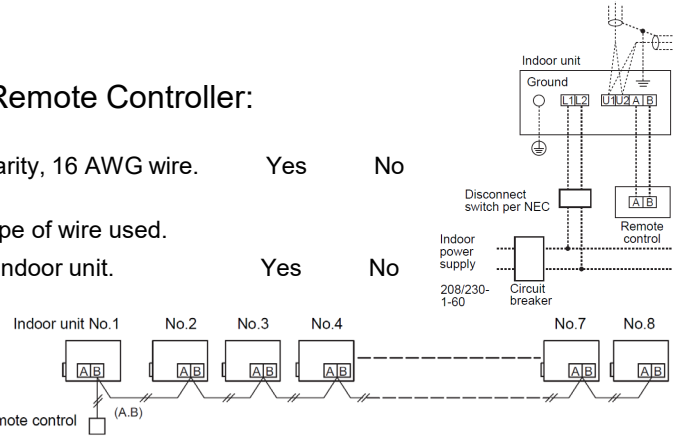 Indoor unit
Ground
L1 L2 U1 U2 A B
Remote Controller:
arity, 16 AWG wire. Yes No
Disconnect
switch per NEC
A B
Remote
control
pe of wire used.
indoor unit. Yes No
Indoor
power
supply
208/230-
1-60
Circuit
breaker
Indoor unit No.1 No.2 No.3 No.4 No.7 No.8
A B A B A B A B A B A B
mote control
(A.B)